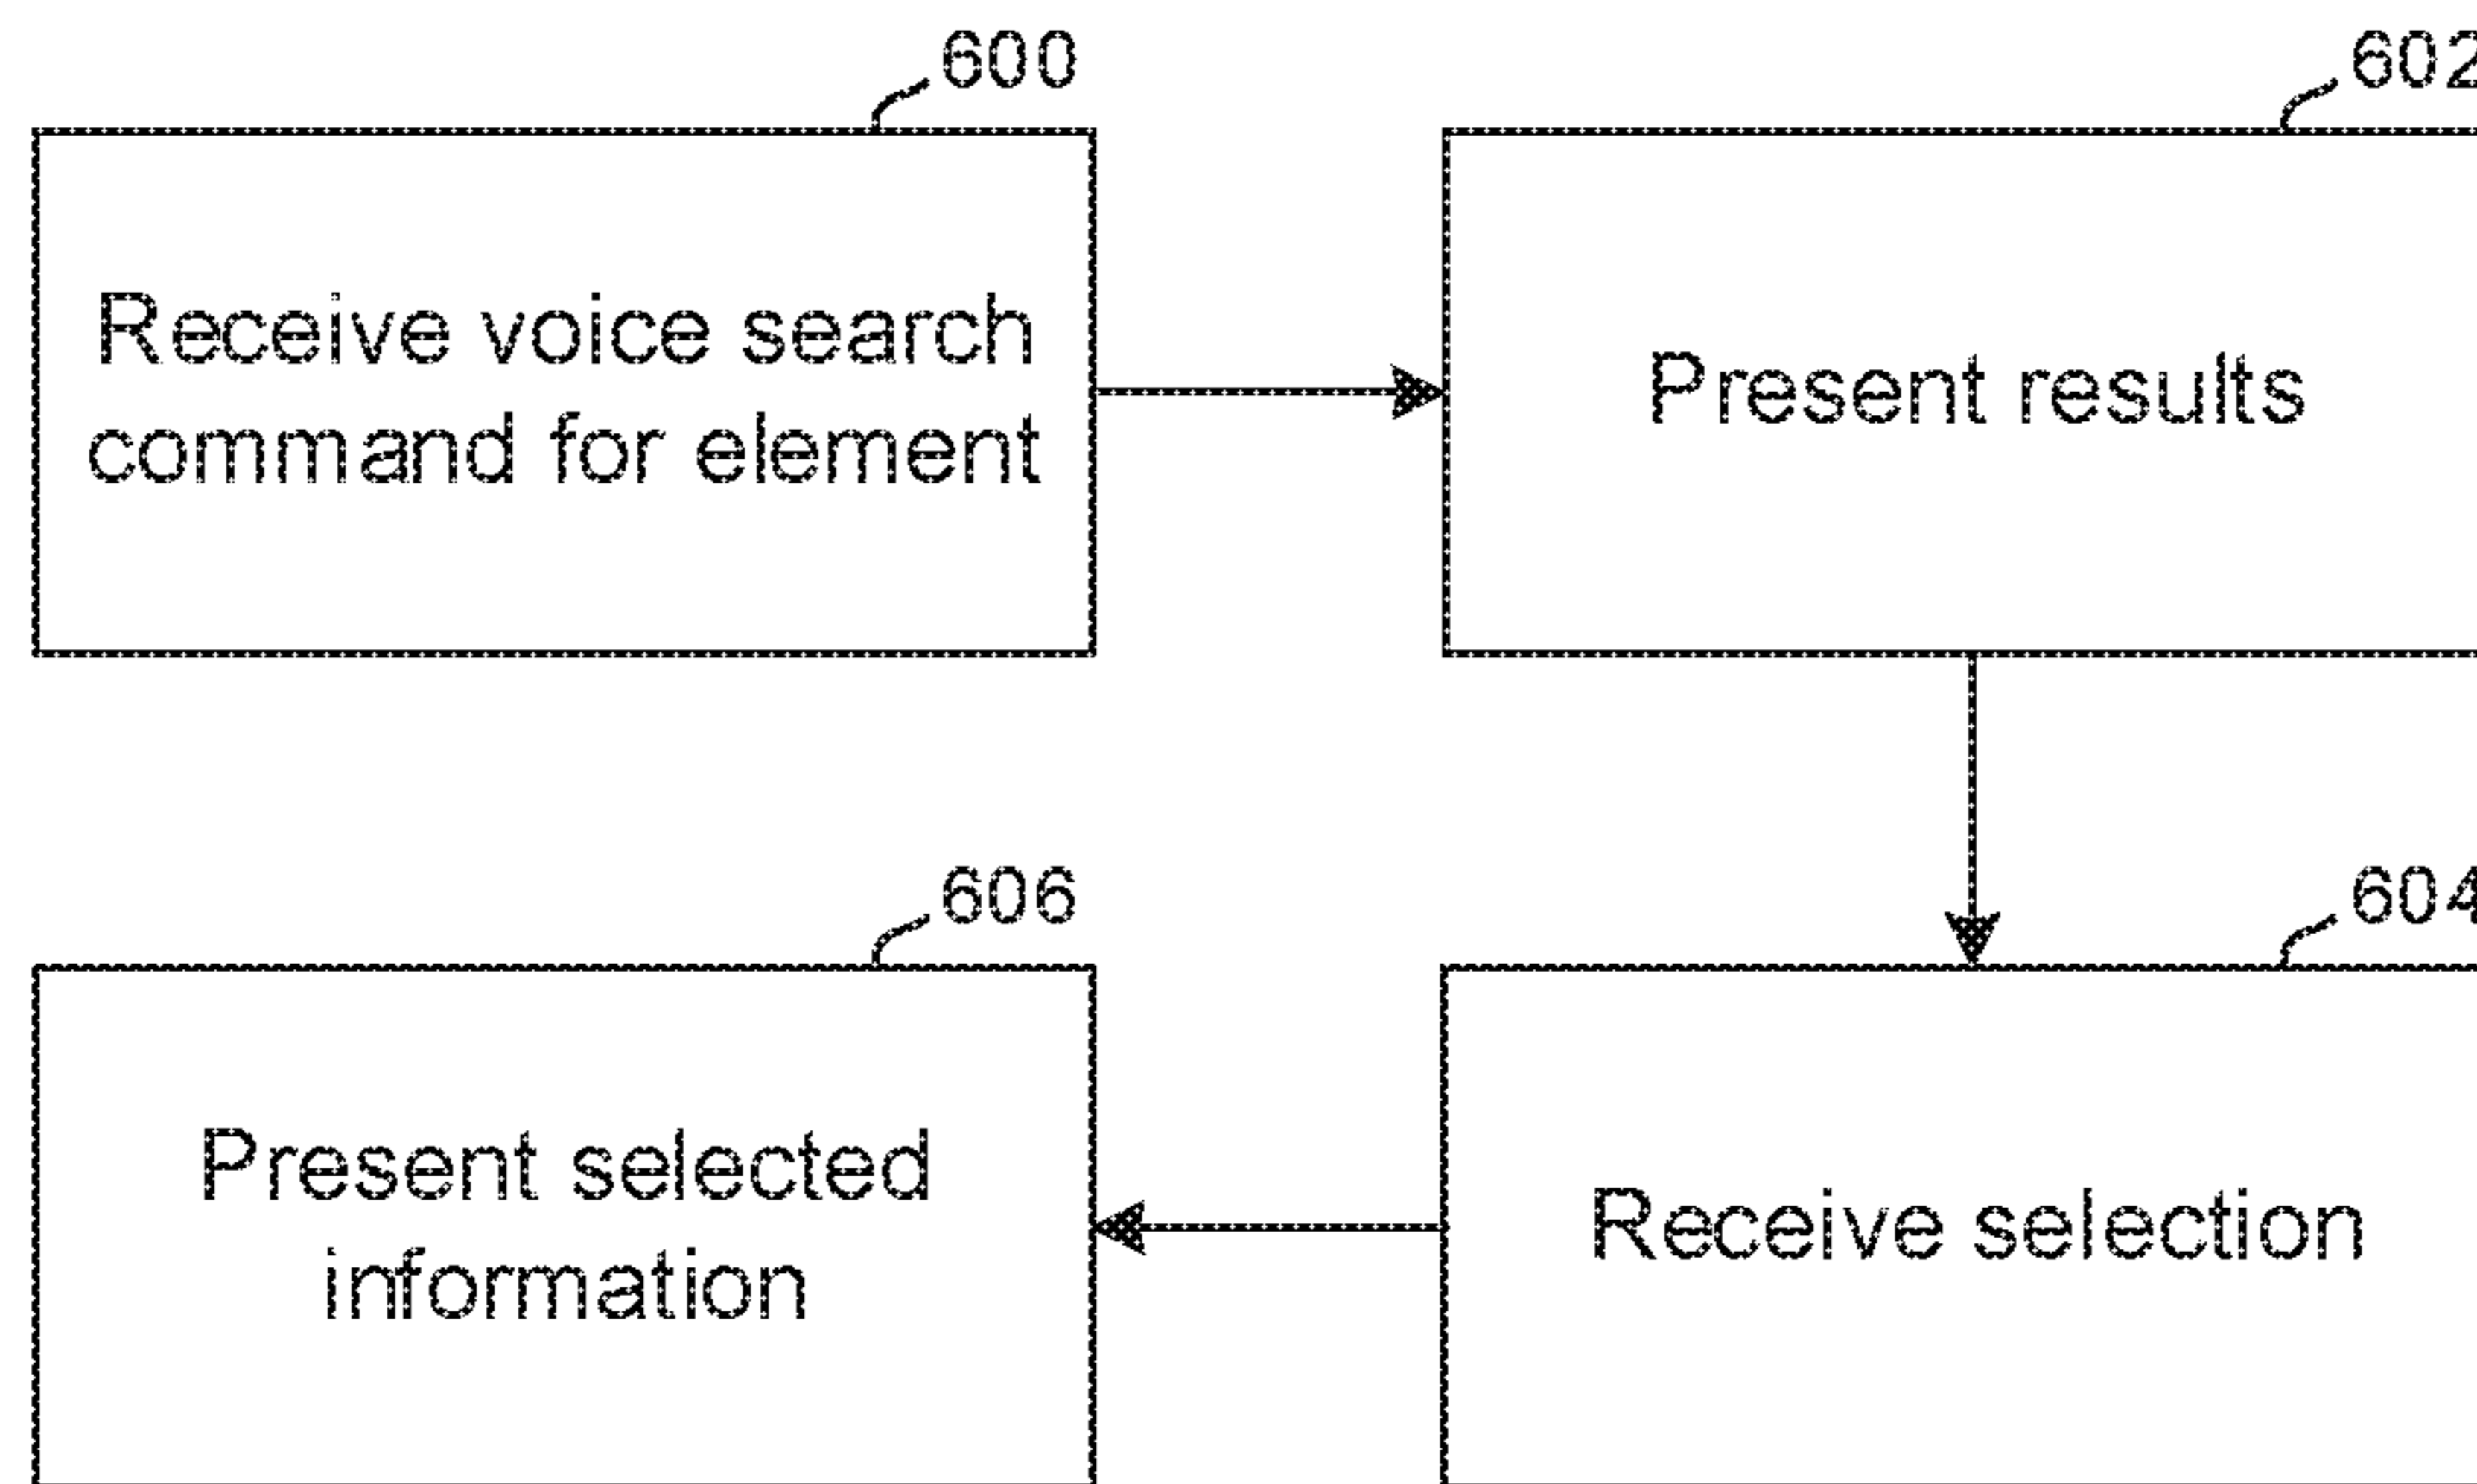 600
Receive voice search
command for element
602
Present results
606
Present selected
information
604
Receive selection